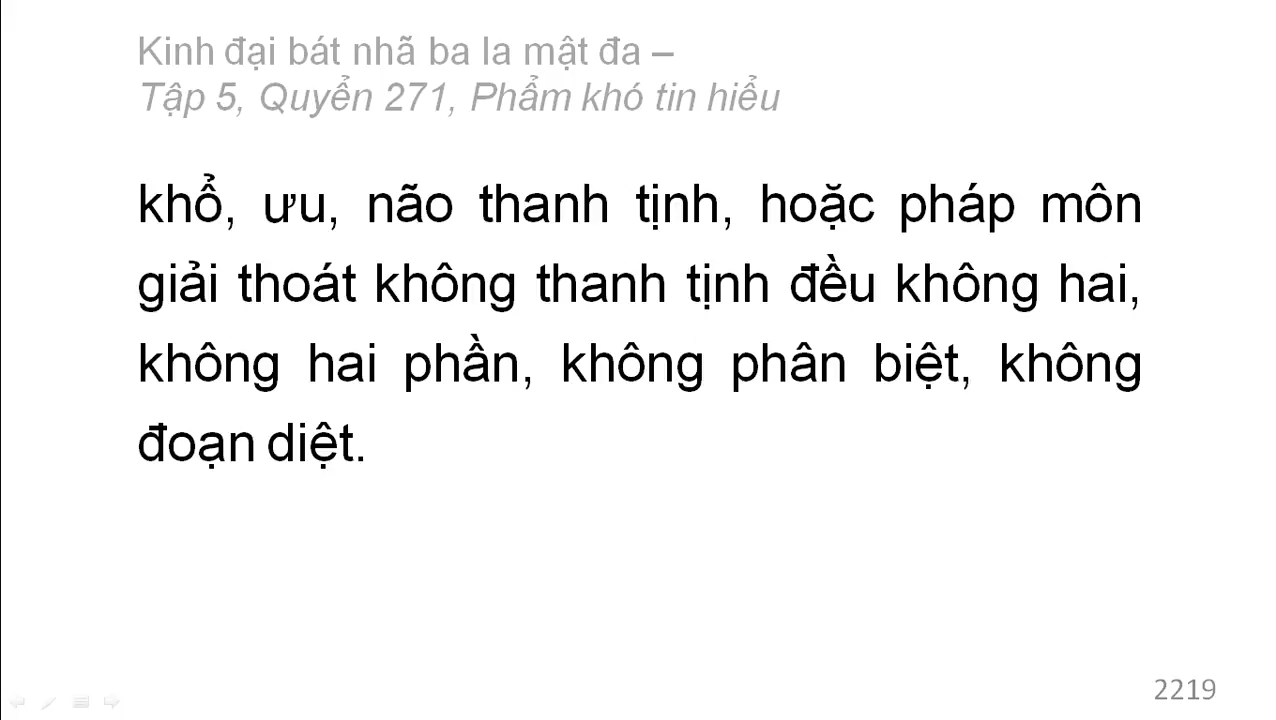 Kinh đại bát nhã ba la mật đa –
Tập 5, Quyển 271, Phẩm khó tin hiểu
khổ, ưu, não thanh tịnh, hoặc pháp môn
giải thoát không thanh tịnh đều không hai,
không hai phần, không phân biệt, không
đoạn diệt.
2219